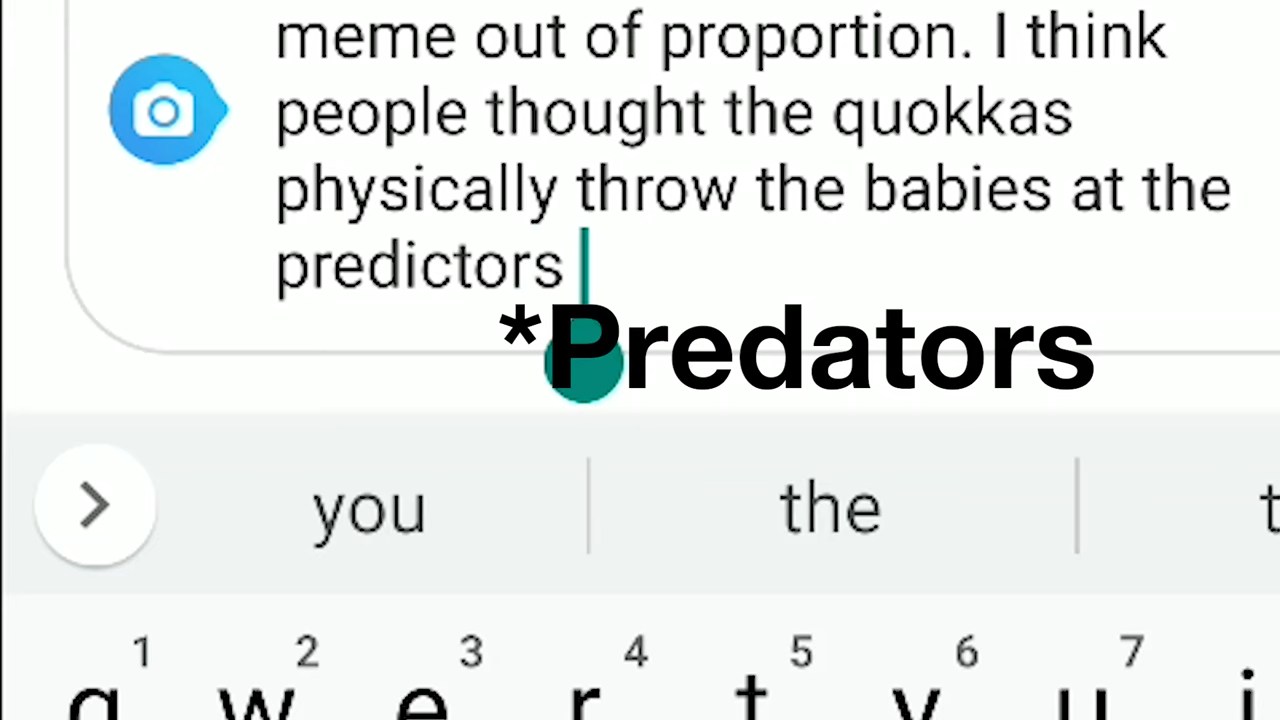 meme out of proportion. I think
people thought the quokkas
physically throw the babies at the
predictors
*Predators
you the
1 2 3 4 5 6 7
q w e r t y u i